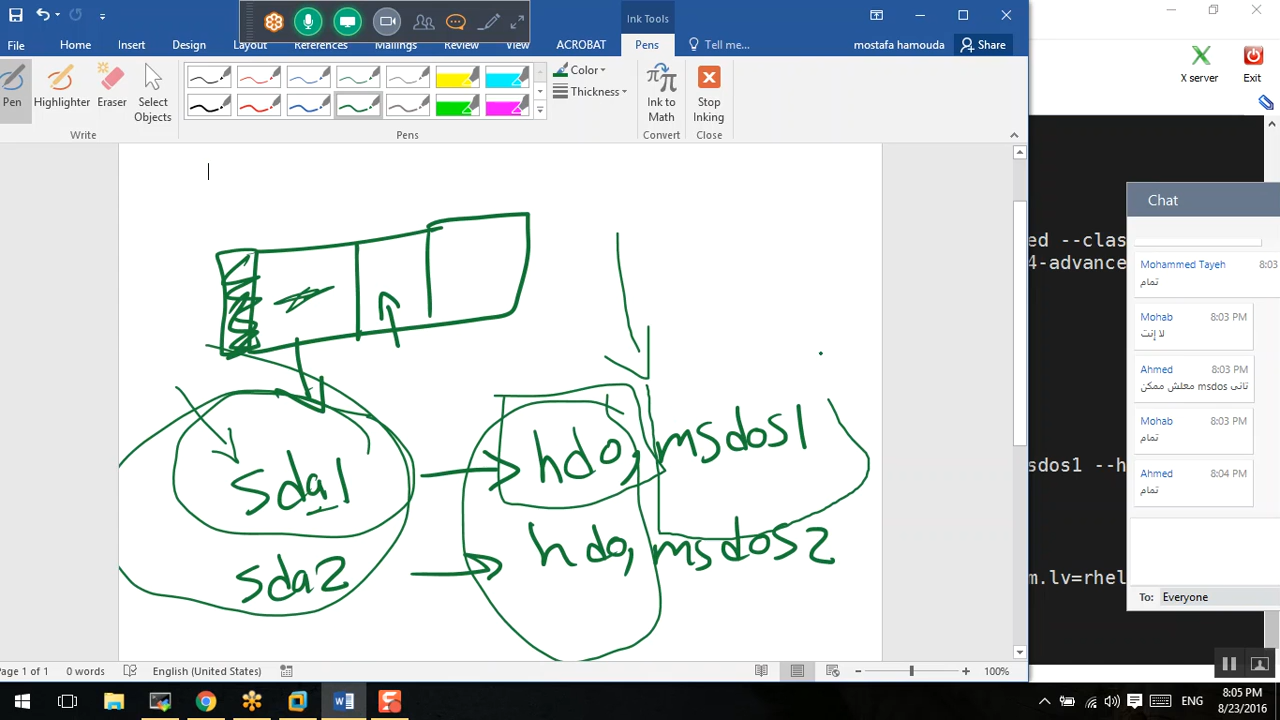 Ink Tools
File
Home
Insert
Design
Layout
References
Mailings
Review
View
ACROBAT
Pens
Tell me...
mostafa hamouda
Share
Pen
Highlighter
Eraser
Select
Objects
Color
Thickness
Ink to
Math
Stop
Inking
Write
Pens
Convert
Close
X server
Exit
sda1
hd0, msdos1
sda2
hd0, msdos2
ed --clas
4-advance
sdos1 --h
m.lv=rhel
Chat
Mohammed Tayeh 8:03
تمام
Mohab 8:03 PM
لا إنت
Ahmed 8:03 PM
تانى msdos معلش ممكن
Mohab 8:03 PM
تمام
Ahmed 8:04 PM
تمام
To: Everyone
Page 1 of 1
0 words
English (United States)
100%
ENG
8:05 PM
8/23/2016